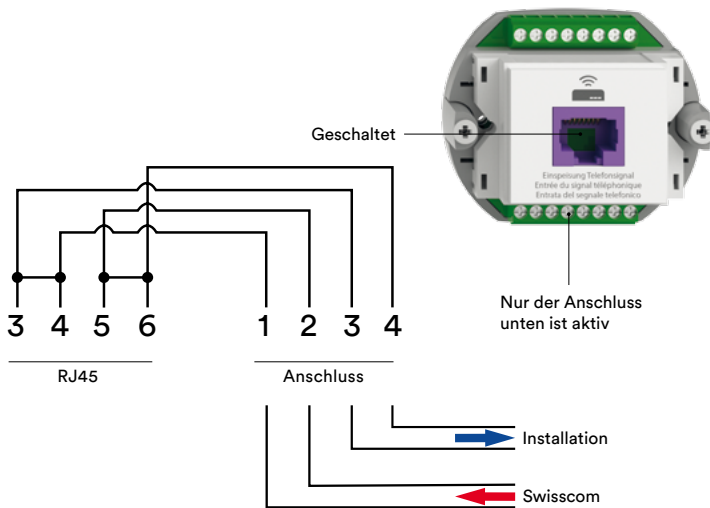 Geschaltet
Einspeisung Telefonsignal
Entrée du signal téléphonique
Entrata del segnale telefonico
Nur der Anschluss
unten ist aktiv
3 4 5 6 1 2 3 4
RJ45 Anschluss
Installation
Swisscom